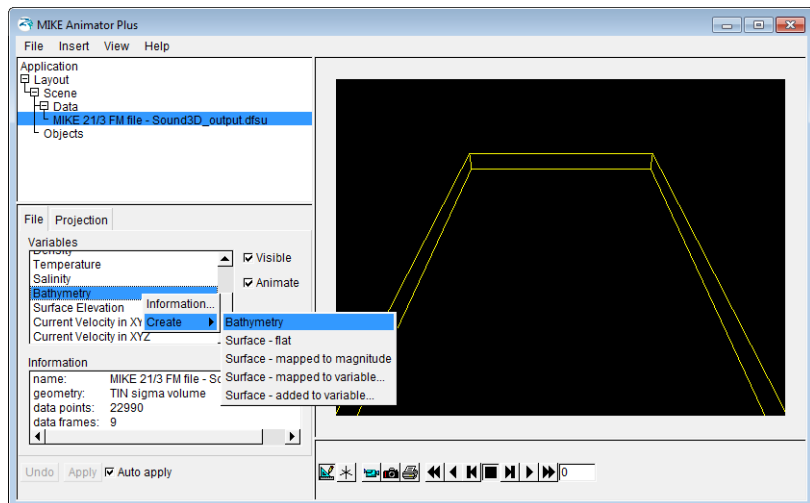 MIKE Animator Plus
File Insert View Help
Application
Layout
Scene
Data
MIKE 21/3 FM file - Sound3D_output.dfsu
Objects
File Projection
Variables
Density
Temperature
Salinity
Bathymetry
Surface Elevation
Current Velocity in XY
Current Velocity in XYZ
Visible
Animate
Information...
Create
Bathymetry
Surface - flat
Surface - mapped to magnitude
Surface - mapped to variable...
Surface - added to variable...
Information
name: MIKE 21/3 FM file - So
geometry: TIN sigma volume
data points: 22990
data frames: 9
Undo Apply Auto apply
0